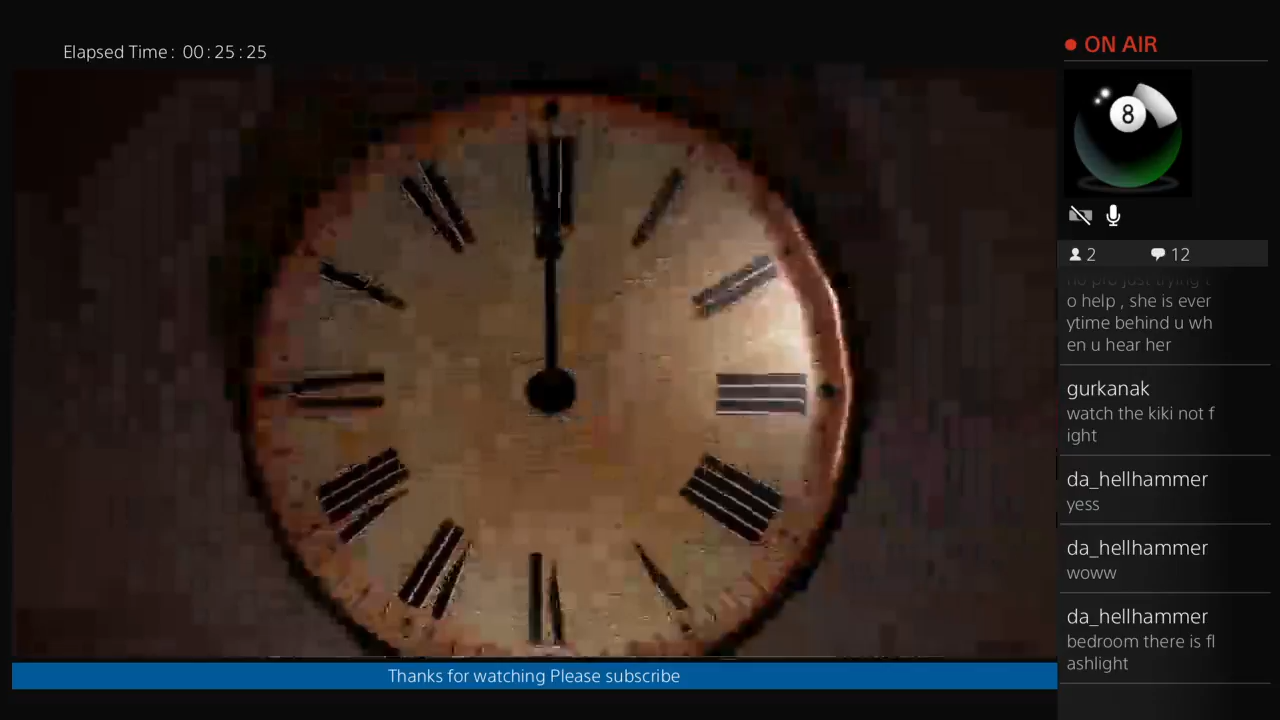 Elapsed Time: 00:25:25
ON AIR
8
2 12
o help , she is ever
ytime behind u wh
en u hear her
gurkanak
watch the kiki not f
ight
da_hellhammer
yess
da_hellhammer
woww
da_hellhammer
bedroom there is fl
ashlight
Thanks for watching Please subscribe